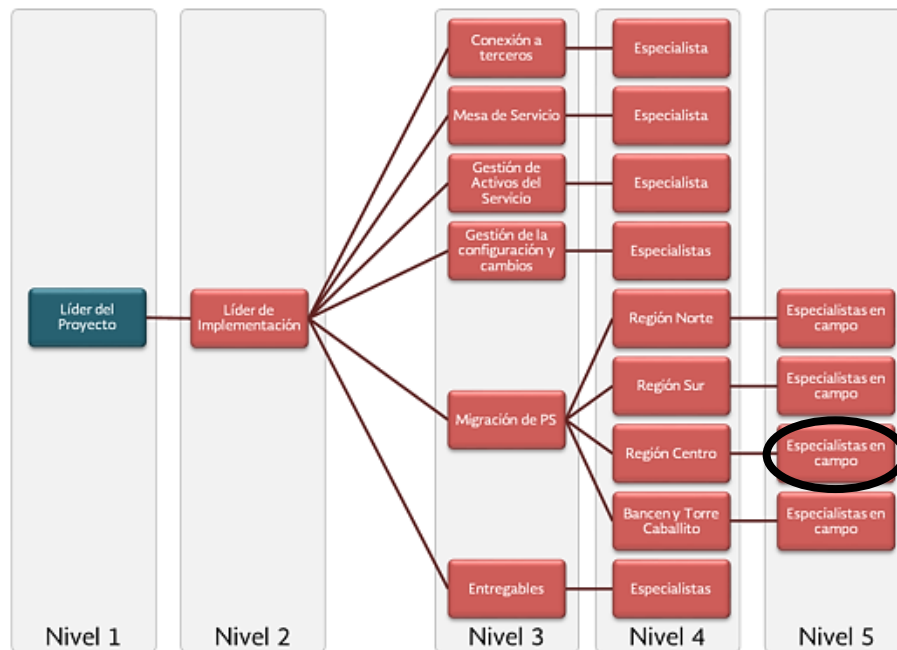 Conexión a
terceros
Especialista
Mesa de Servicio
Especialista
Gestión de
Activos del
Servicio
Especialista
Gestión de la
configuración y
cambios
Especialistas
Líder del
Proyecto
Líder de
Implementación
Migración de PS
Región Norte
Especialistas en
campo
Región Sur
Especialistas en
campo
Región Centro
Especialistas en
campo
Bancen y Torre
Caballito
Especialistas en
campo
Entregables
Especialistas
Nivel 1
Nivel 2
Nivel 3
Nivel 4
Nivel 5